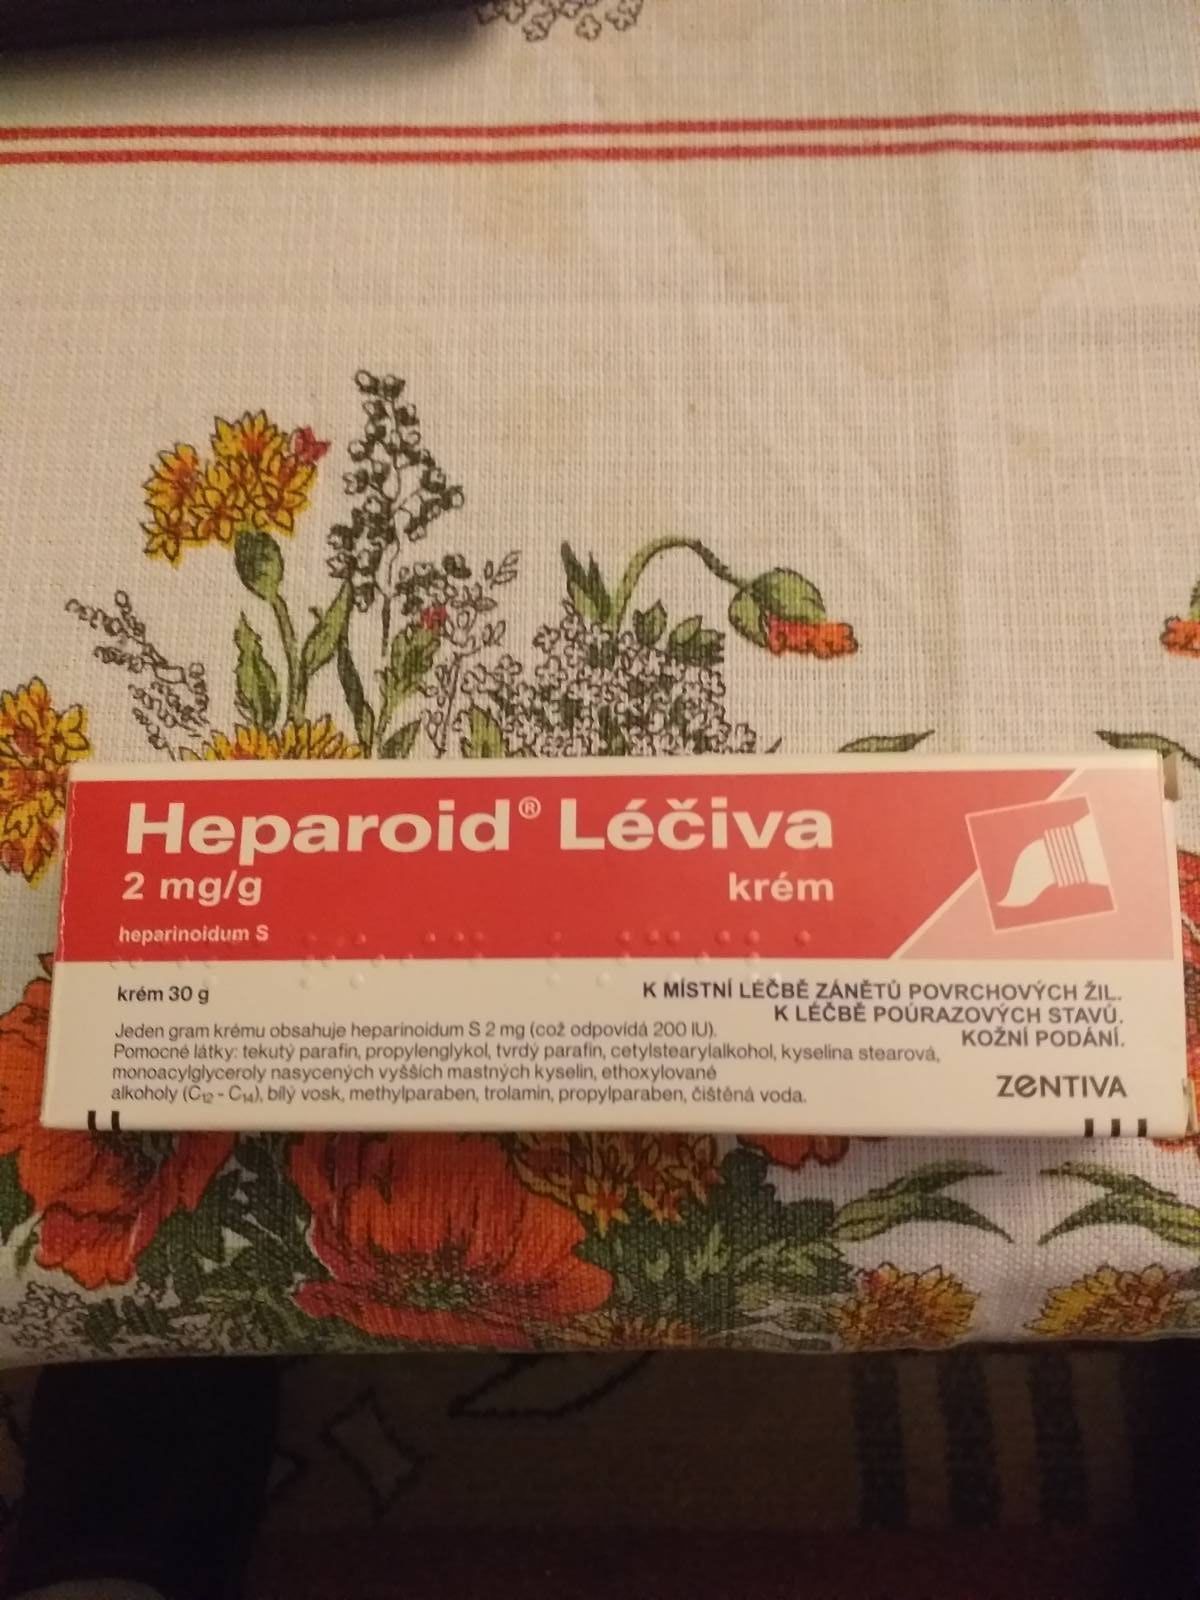 Heparoid® Léčiva
2 mg/g krém
heparinoidum S
krém 30 g
K MÍSTNÍ LÉČBĚ ZÁNĚTŮ POVRCHOVÝCH ŽIL.
K LÉČBĚ POÚRAZOVÝCH STAVŮ.
KOŽNÍ PODÁNÍ.
Jeden gram krému obsahuje heparinoidum S 2 mg (což odpovídá 200 IU).
Pomocné látky: tekutý parafin, propylenglykol, tvrdý parafin, cetylstearylalkohol, kyselina stearová,
monoacylglyceroly nasycených vyšších mastných kyselin, ethoxylované
alkoholy (C12 - C14), bílý vosk, methylparaben, trolamin, propylparaben, čištěná voda.
ZENTIVA